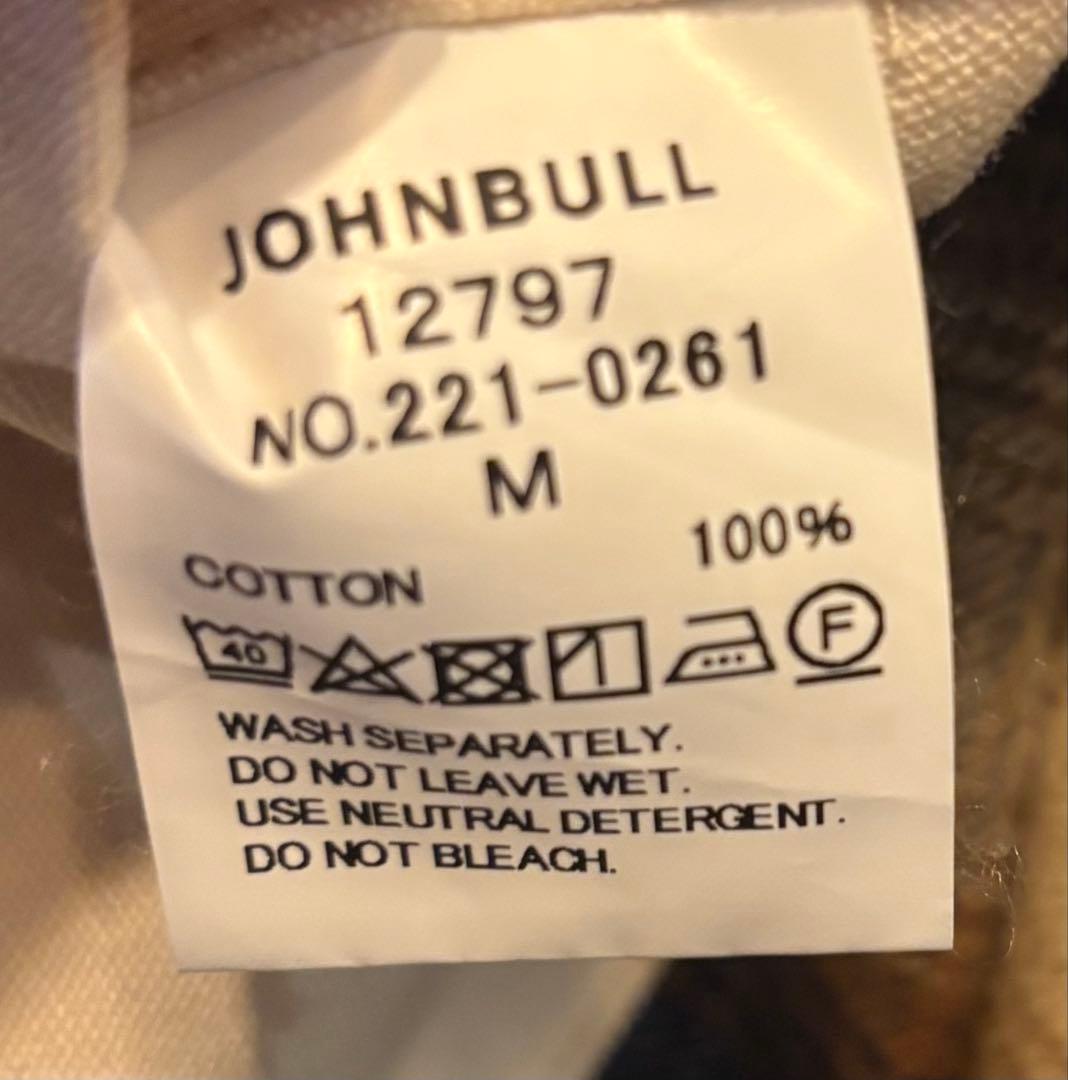 JOHNBULL
12797
NO.221-0261
M
COTTON 100%
40 F
WASH SEPARATELY.
DO NOT LEAVE WET.
USE NEUTRAL DETERGENT.
DO NOT BLEACH.